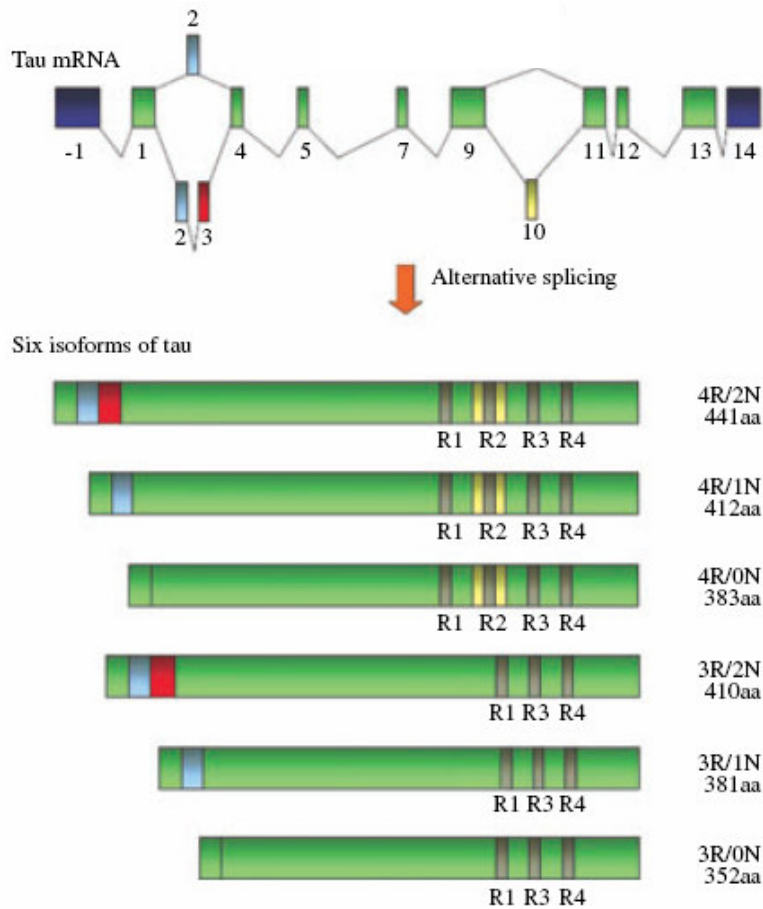 2
Tau mRNA
-1 1 4 5 7 9 11 12 13 14
2 3 10
Alternative splicing
Six isoforms of tau
4R/2N
441aa
R1 R2 R3 R4
4R/1N
412aa
R1 R2 R3 R4
4R/0N
383aa
R1 R2 R3 R4
3R/2N
410aa
R1 R3 R4
3R/1N
381aa
R1 R3 R4
3R/0N
352aa
R1 R3 R4